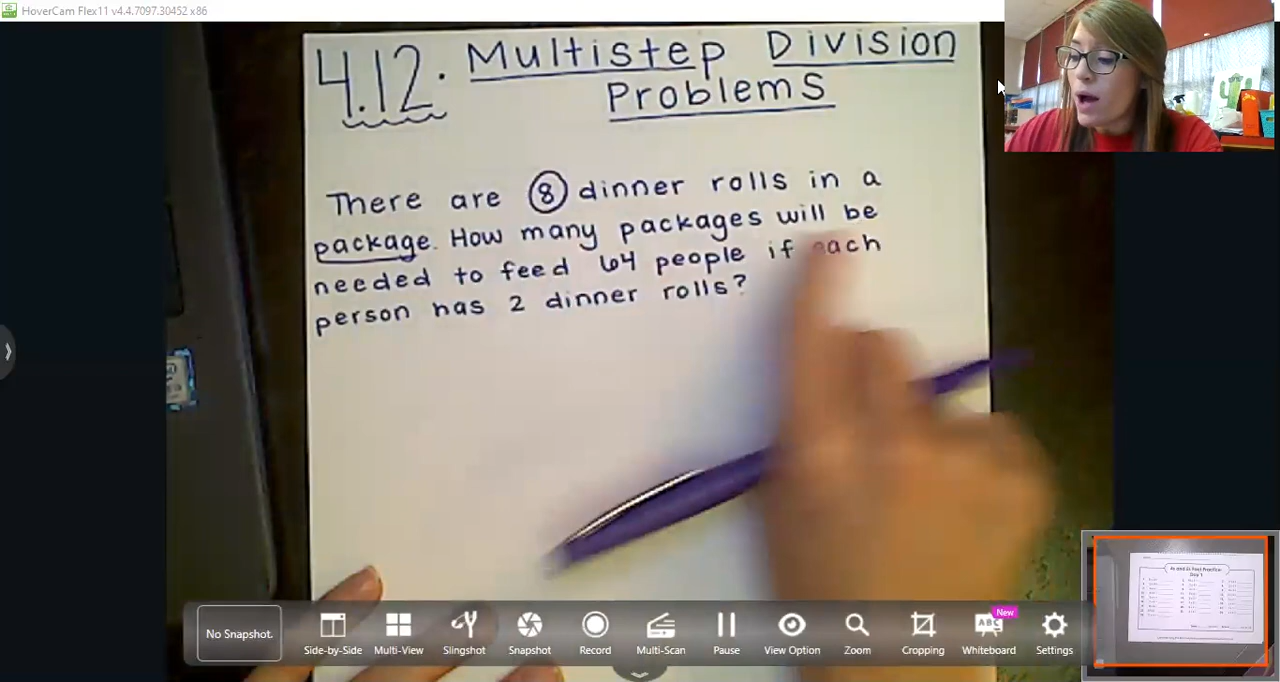 HoverCam Flex11 v4.4.7097.30452 x86
4.12. Multistep Division
Problems
There are 8 dinner rolls in a
package. How many packages will be
needed to feed 64 people if each
person has 2 dinner rolls?
No Snapshot.
Side-by-Side
Multi-View
Slingshot
Snapshot
Record
Multi-Scan
Pause
View Option
Zoom
Cropping
New
ABC
Whiteboard
Settings